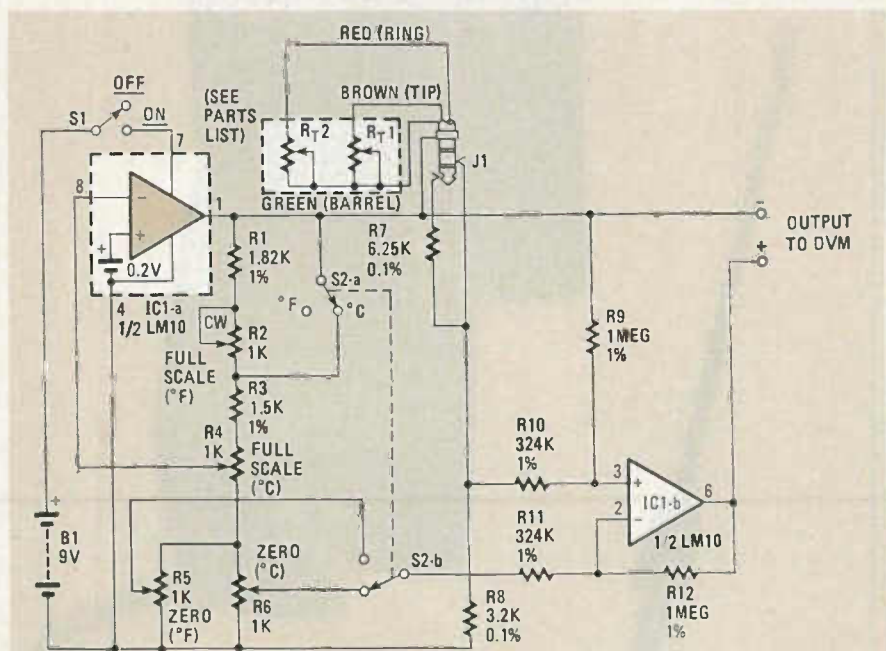 RED (RING)
OFF
ON
S1
(SEE
PARTS
LIST)
BROWN (TIP)
RT2
RT1
J1
GREEN (BARREL)
7
8
1
4
−
+
+
0.2V
IC1-a
1/2 LM10
R1
1.82K
1%
S2-a
°F
°C
CW
R2
1K
FULL SCALE
(°F)
R3
1.5K
1%
R4
1K
FULL
SCALE
(°C)
R7
6.25K
0.1%
-
+
OUTPUT
TO DVM
R9
1MEG
1%
R10
324K
1%
3
+
2
−
6
IC1-b
1/2 LM10
R11
324K
1%
R12
1MEG
1%
+
B1
9V
R5
1K
ZERO
(°F)
ZERO
(°C)
R6
1K
S2-b
R8
3.2K
0.1%